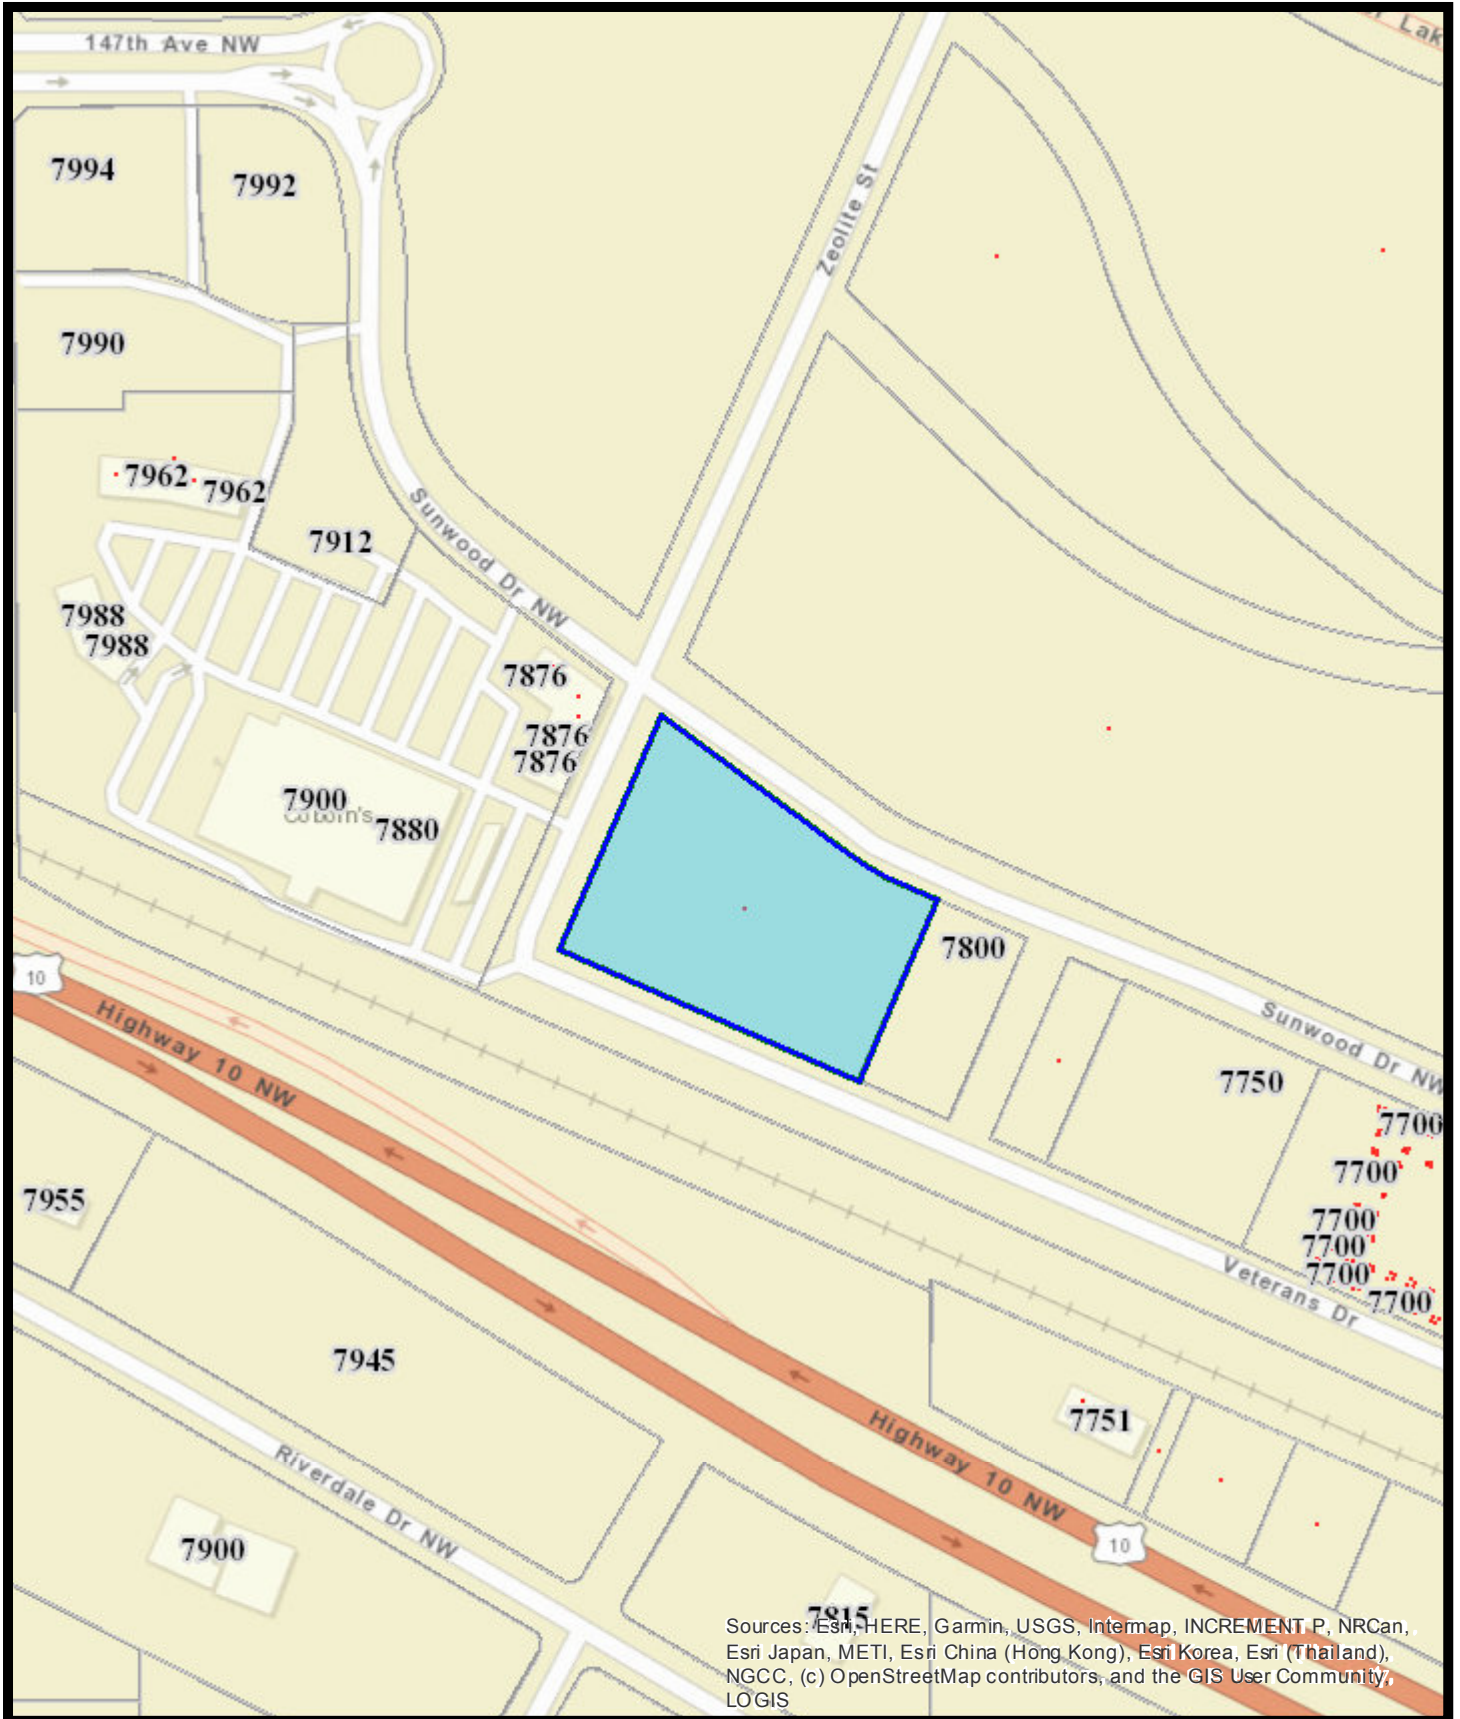 Lak
147th Ave NW
7994
7992
Zeolite St
7990
7962
7962
Sunwood Dr NW
7912
7988
7988
7876
7876
7876
7900
Coborn's
7880
7800
10
Highway 10 NW
Sunwood Dr NW
7750
7700
7700
7700
7700
7700
7700
7955
Veterans Dr
7945
7751
Highway 10 NW
Riverdale Dr NW
10
7900
7815
Sources: Esri, HERE, Garmin, USGS, Intermap, INCREMENT P, NRCan,
Esri Japan, METI, Esri China (Hong Kong), Esri Korea, Esri (Thailand),
NGCC, (c) OpenStreetMap contributors, and the GIS User Community,
LOGIS